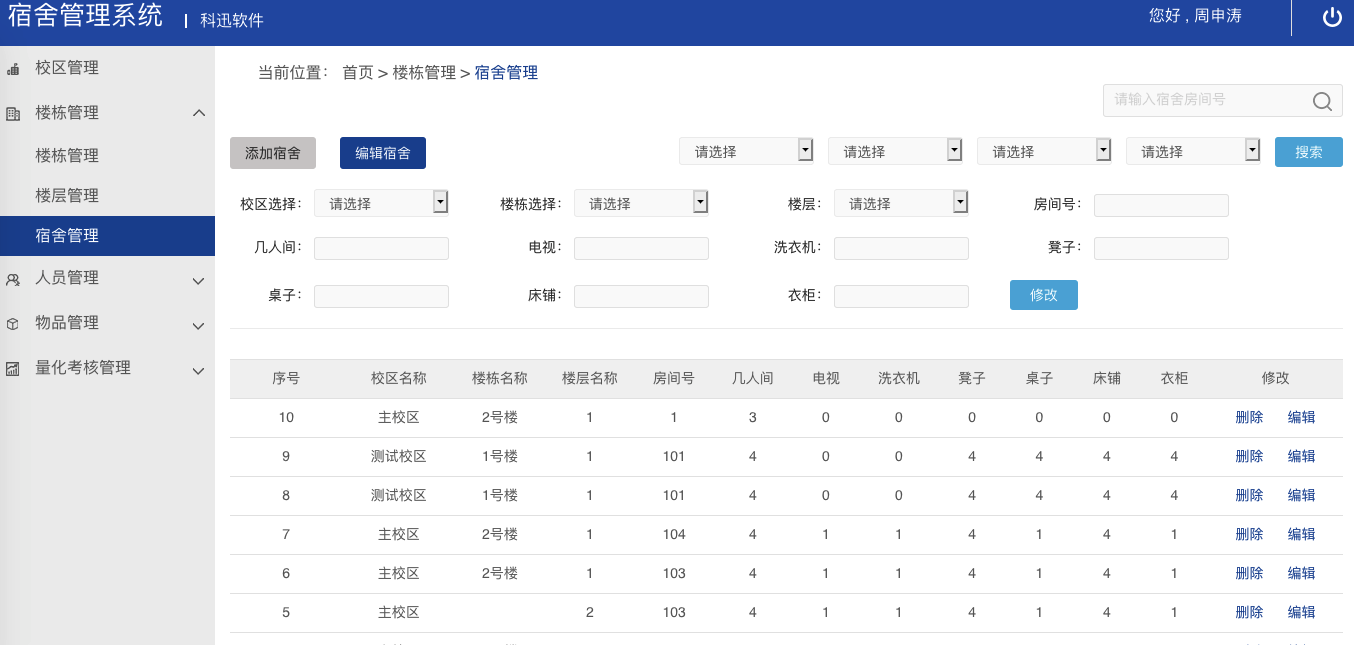 宿舍管理系统 | 科迅软件 您好 , 周申涛
校区管理
楼栋管理
楼栋管理
楼层管理
宿舍管理
人员管理
物品管理
量化考核管理
当前位置： 首页 > 楼栋管理 > 宿舍管理
请输入宿舍房间号
添加宿舍 编辑宿舍 请选择 请选择 请选择 请选择 搜索
校区选择： 请选择 楼栋选择： 请选择 楼层： 请选择 房间号：
几人间： 电视： 洗衣机： 凳子：
桌子： 床铺： 衣柜： 修改
序号 校区名称 楼栋名称 楼层名称 房间号 几人间 电视 洗衣机 凳子 桌子 床铺 衣柜 修改
10 主校区 2号楼 1 1 3 0 0 0 0 0 0 删除 编辑
9 测试校区 1号楼 1 101 4 0 0 4 4 4 4 删除 编辑
8 测试校区 1号楼 1 101 4 0 0 4 4 4 4 删除 编辑
7 主校区 2号楼 1 104 4 1 1 4 1 4 1 删除 编辑
6 主校区 2号楼 1 103 4 1 1 4 1 4 1 删除 编辑
5 主校区 2 103 4 1 1 4 1 4 1 删除 编辑